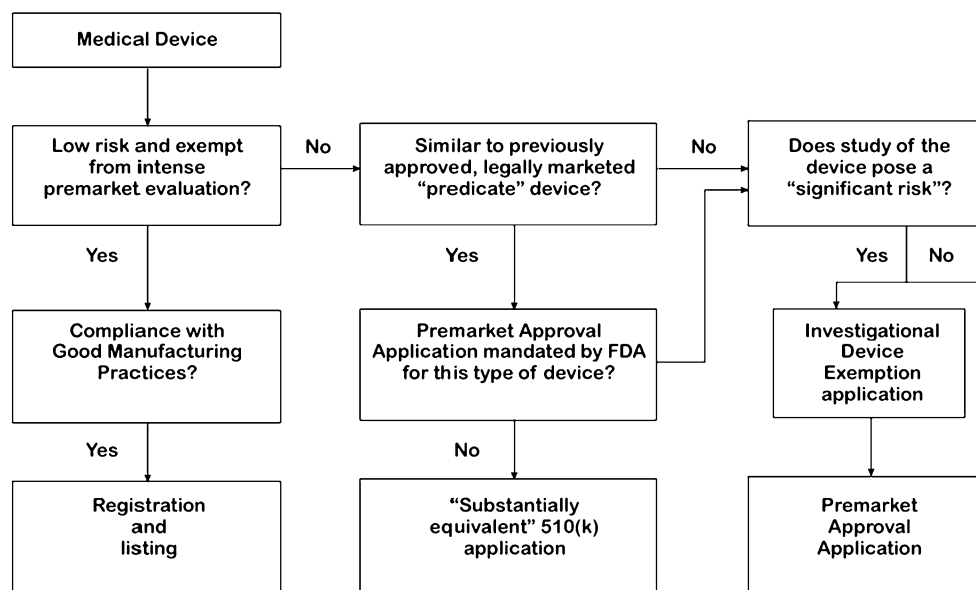 Medical Device
Low risk and exempt
from intense
premarket evaluation?
No
Similar to previously
approved, legally marketed
“predicate” device?
No
Does study of the
device pose a
“significant risk”?
Yes
Yes
Yes
No
Compliance with
Good Manufacturing
Practices?
Premarket Approval
Application mandated by FDA
for this type of device?
Investigational
Device
Exemption
application
Yes
No
Registration
and
listing
“Substantially
equivalent” 510(k)
application
Premarket
Approval
Application